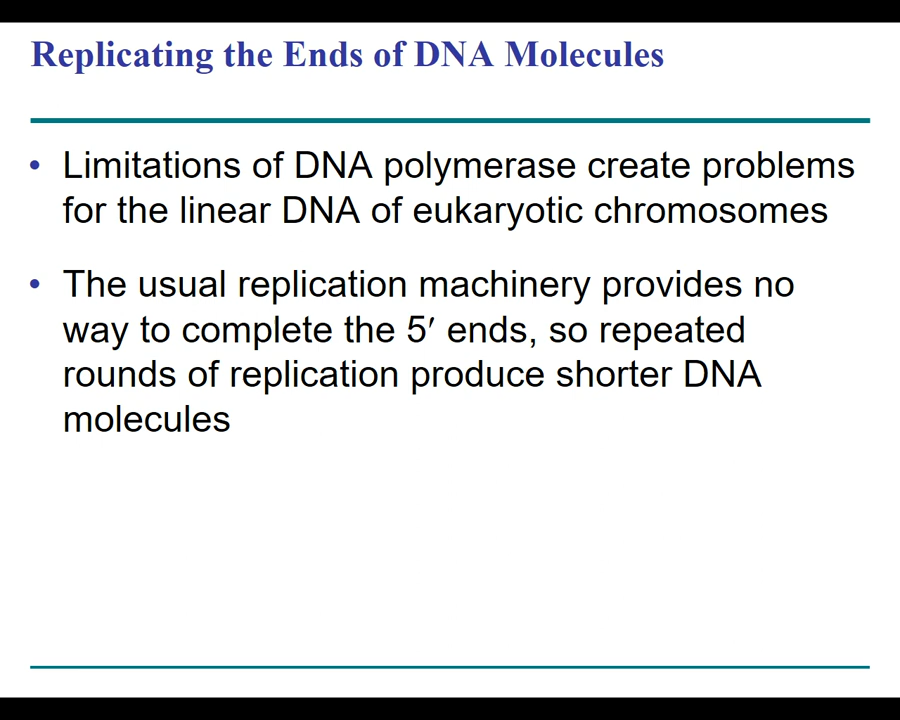 Replicating the Ends of DNA Molecules
• Limitations of DNA polymerase create problems
for the linear DNA of eukaryotic chromosomes
• The usual replication machinery provides no
way to complete the 5′ ends, so repeated
rounds of replication produce shorter DNA
molecules